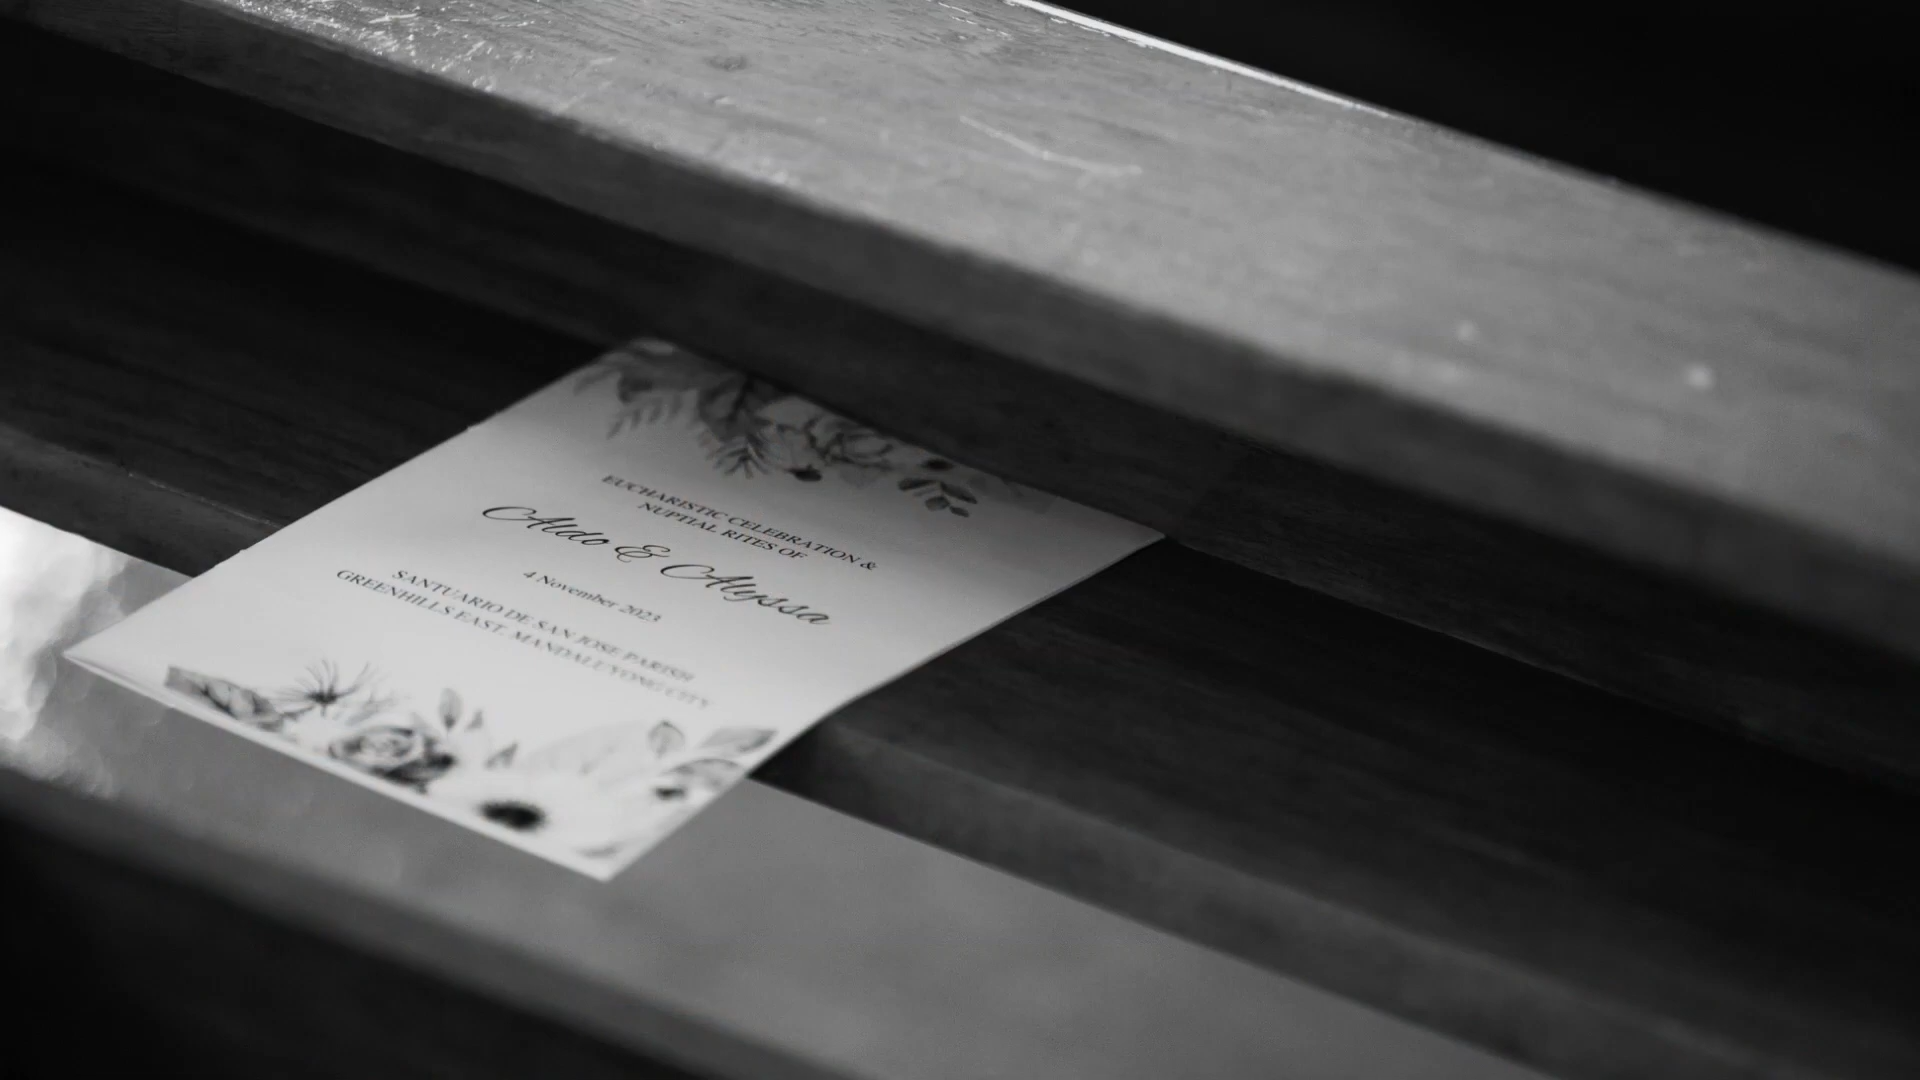 EUCHARISTIC CELEBRATION &
NUPTIAL RITES OF
Aldo & Alyssa
4 November 2023
SANTUARIO DE SAN JOSE PARISH
GREENHILLS EAST, MANDALUYONG CITY